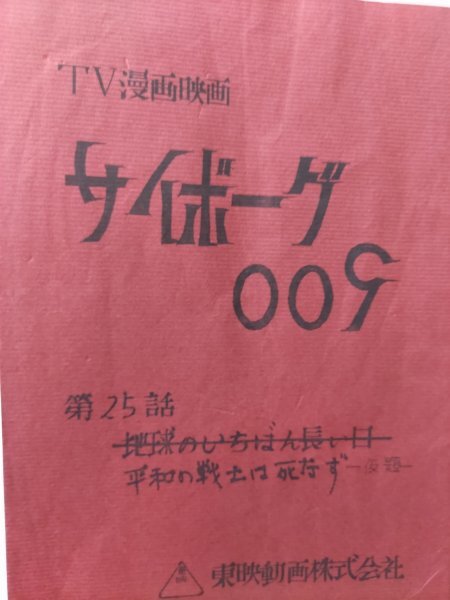 TV漫画映画
サイボーグ
009
第25話
地球のいちばん長い日
平和の戦士は死なず —仮題—
東映動画株式会社